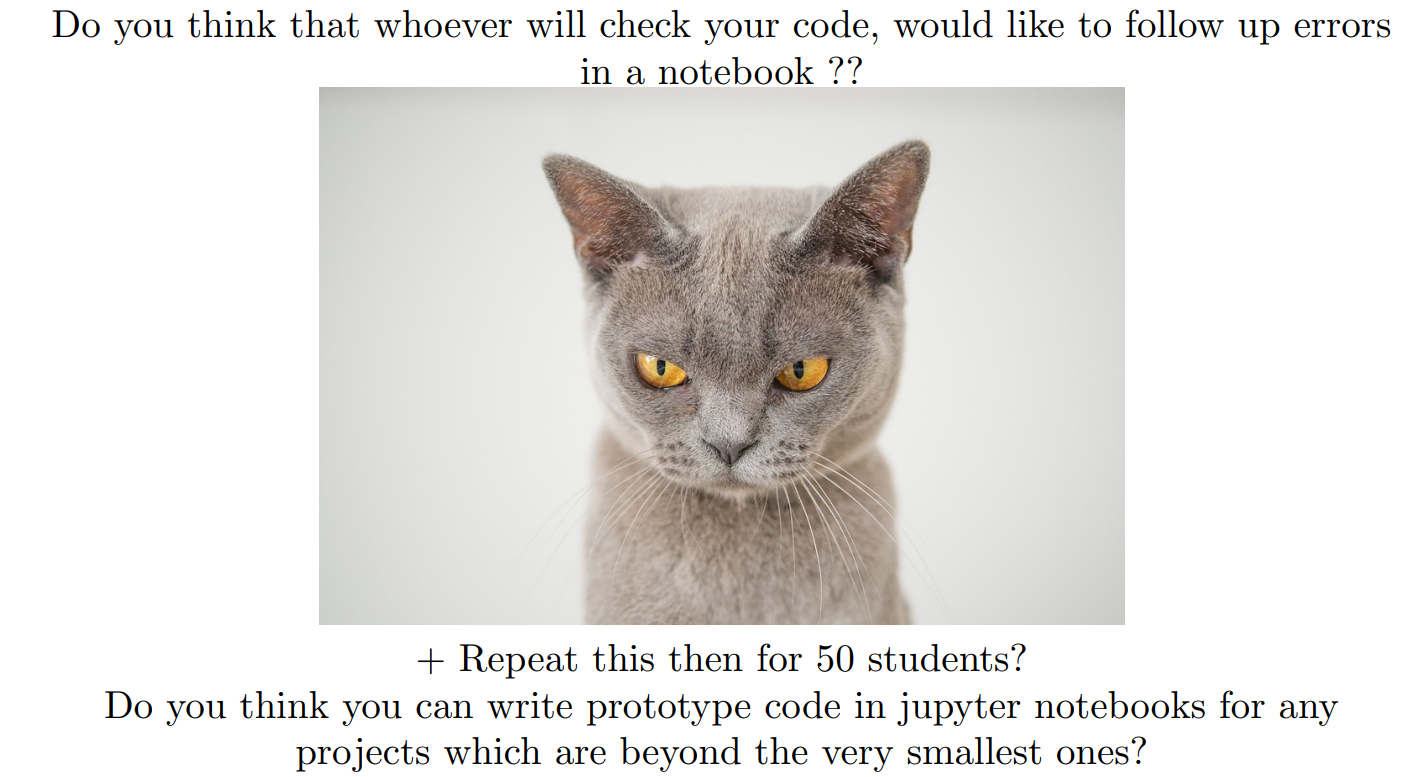 Do you think that whoever will check your code, would like to follow up errors
in a notebook ??
+ Repeat this then for 50 students?
Do you think you can write prototype code in jupyter notebooks for any
projects which are beyond the very smallest ones?